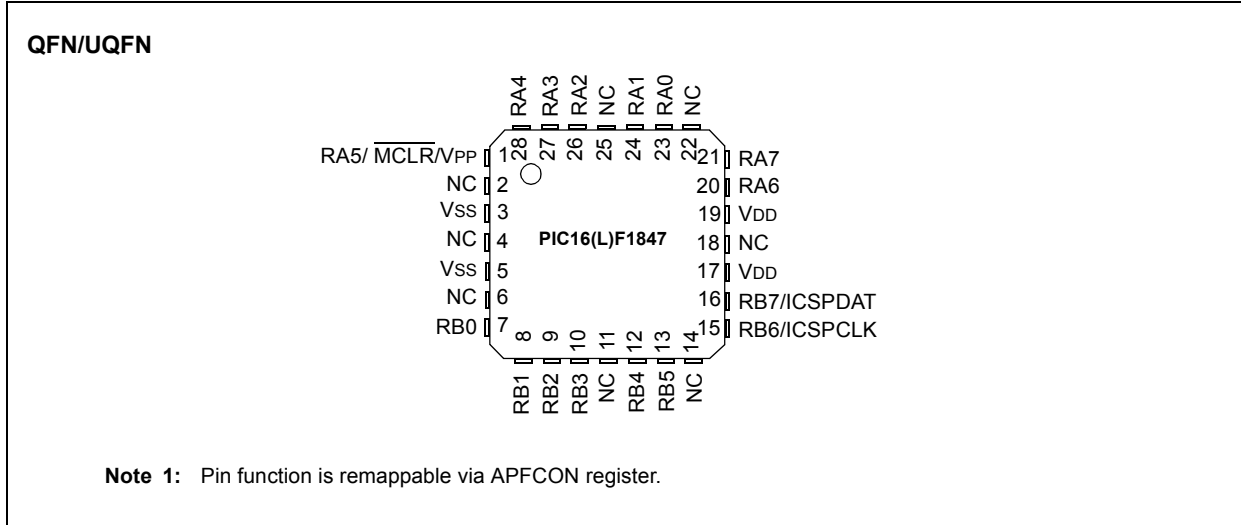 QFN/UQFN
RA4
RA3
RA2
NC
RA1
RA0
NC
28
27
26
25
24
23
22
RA5/ MCLR/VPP 1
21 RA7
NC 2
20 RA6
VSS 3
19 VDD
NC 4
PIC16(L)F1847
18 NC
VSS 5
17 VDD
NC 6
16 RB7/ICSPDAT
RB0 7
15 RB6/ICSPCLK
8
9
10
11
12
13
14
RB1
RB2
RB3
NC
RB4
RB5
NC
Note 1: Pin function is remappable via APFCON register.